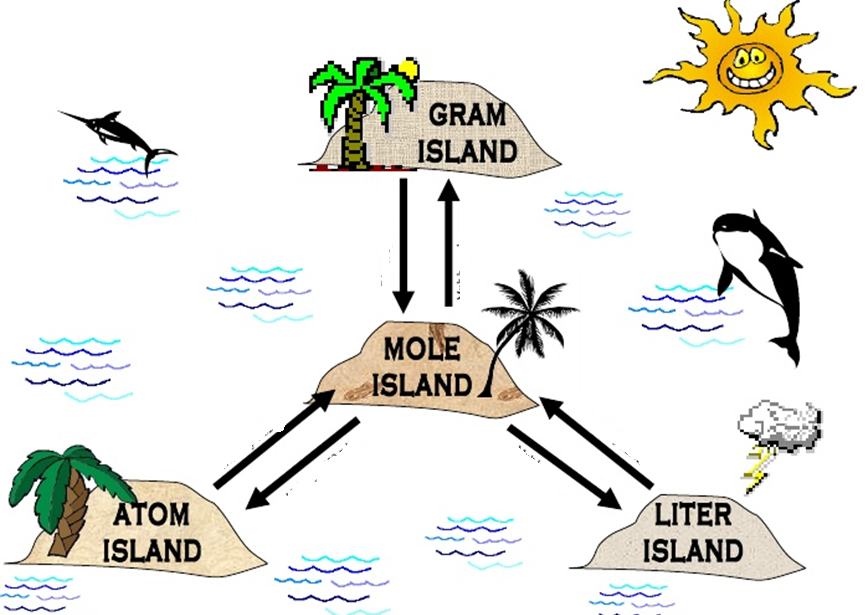 GRAM
ISLAND
MOLE
ISLAND
ATOM
ISLAND
LITER
ISLAND